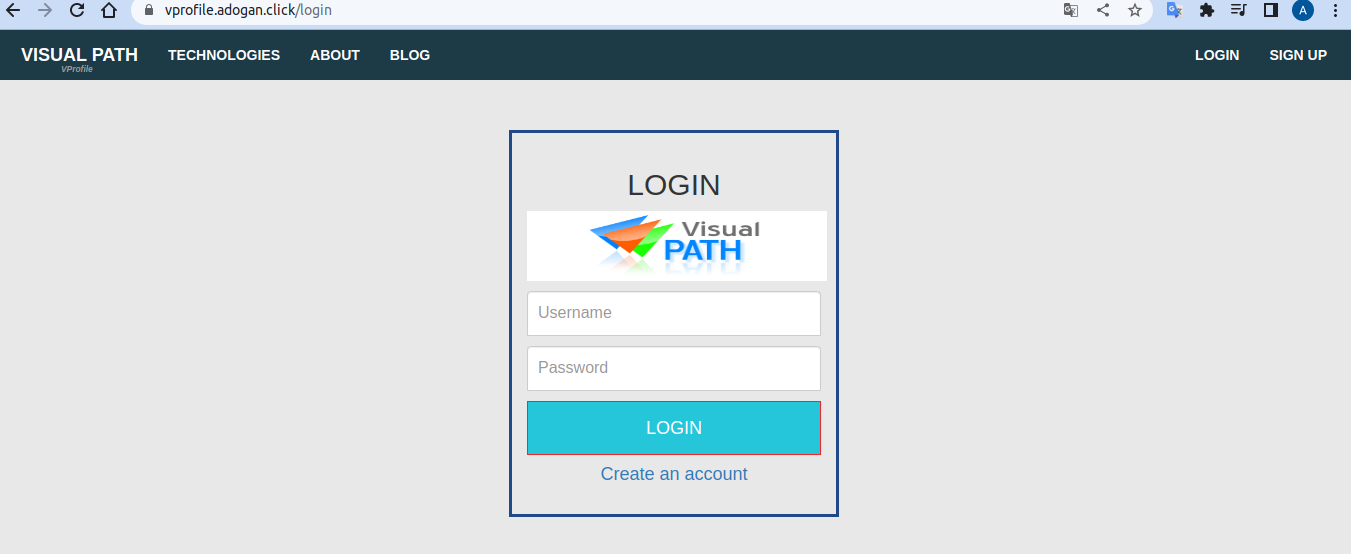 vprofile.adogan.click/login
A
VISUAL PATH TECHNOLOGIES ABOUT BLOG LOGIN SIGN UP
VProfile
LOGIN
Visual
PATH
Username
Password
LOGIN
Create an account